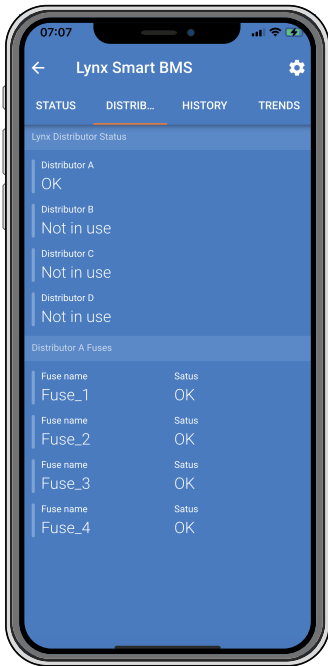 07:07
Lynx Smart BMS
STATUS DISTRIB... HISTORY TRENDS
Lynx Distributor Status
Distributor A
OK
Distributor B
Not in use
Distributor C
Not in use
Distributor D
Not in use
Distributor A Fuses
Fuse name Satus
Fuse_1 OK
Fuse name Satus
Fuse_2 OK
Fuse name Satus
Fuse_3 OK
Fuse name Satus
Fuse_4 OK